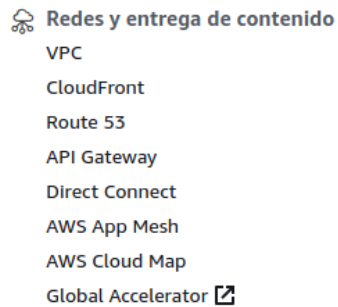 Redes y entrega de contenido
VPC
CloudFront
Route 53
API Gateway
Direct Connect
AWS App Mesh
AWS Cloud Map
Global Accelerator